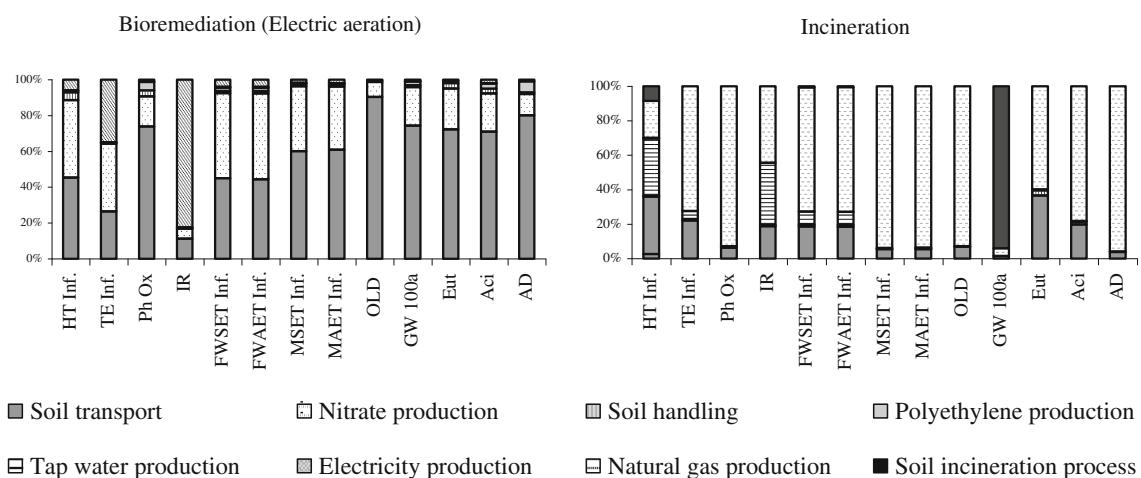 Bioremediation (Electric aeration)
100%
80%
60%
40%
20%
0%
HT Inf.
TE Inf.
Ph Ox
IR
FWSET Inf.
FWAET Inf.
MSET Inf.
MAET Inf.
OLD
GW 100a
Eut
Aci
AD
Incineration
100%
80%
60%
40%
20%
0%
HT Inf.
TE Inf.
Ph Ox
IR
FWSET Inf.
FWAET Inf.
MSET Inf.
MAET Inf.
OLD
GW 100a
Eut
Aci
AD
Soil transport
Nitrate production
Soil handling
Polyethylene production
Tap water production
Electricity production
Natural gas production
Soil incineration process